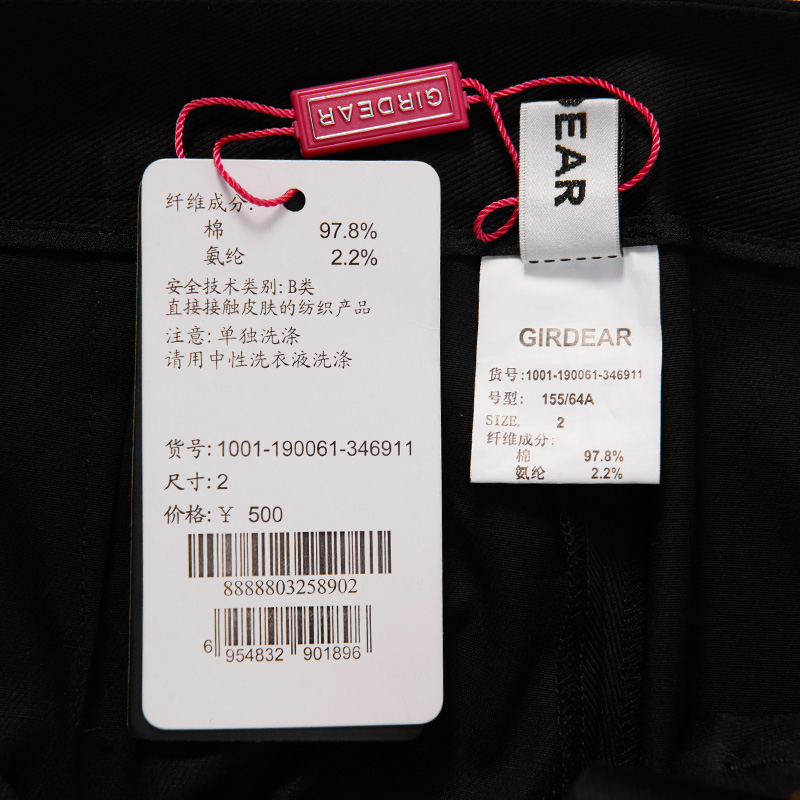 GIRDEAR
DEAR
纤维成分:
棉 97.8%
氨纶 2.2%
安全技术类别: B类
直接接触皮肤的纺织产品
注意: 单独洗涤
请用中性洗衣液洗涤
货号: 1001-190061-346911
尺寸: 2
价格: ¥ 500
8888803258902
6 954832 901896
GIRDEAR
货号: 1001-190061-346911
号型: 155/64A
SIZE. 2
纤维成分:
棉 97.8%
氨纶 2.2%